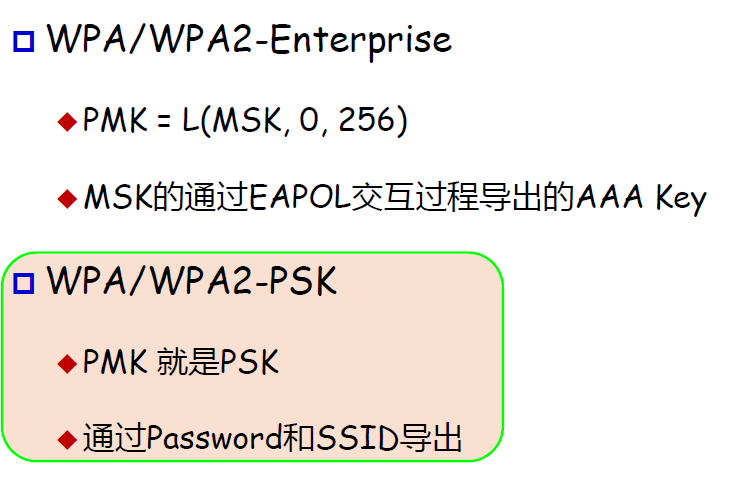 WPA/WPA2-Enterprise
PMK = L(MSK, 0, 256)
MSK的通过EAPOL交互过程导出的AAA Key
WPA/WPA2-PSK
PMK 就是PSK
通过Password和SSID导出